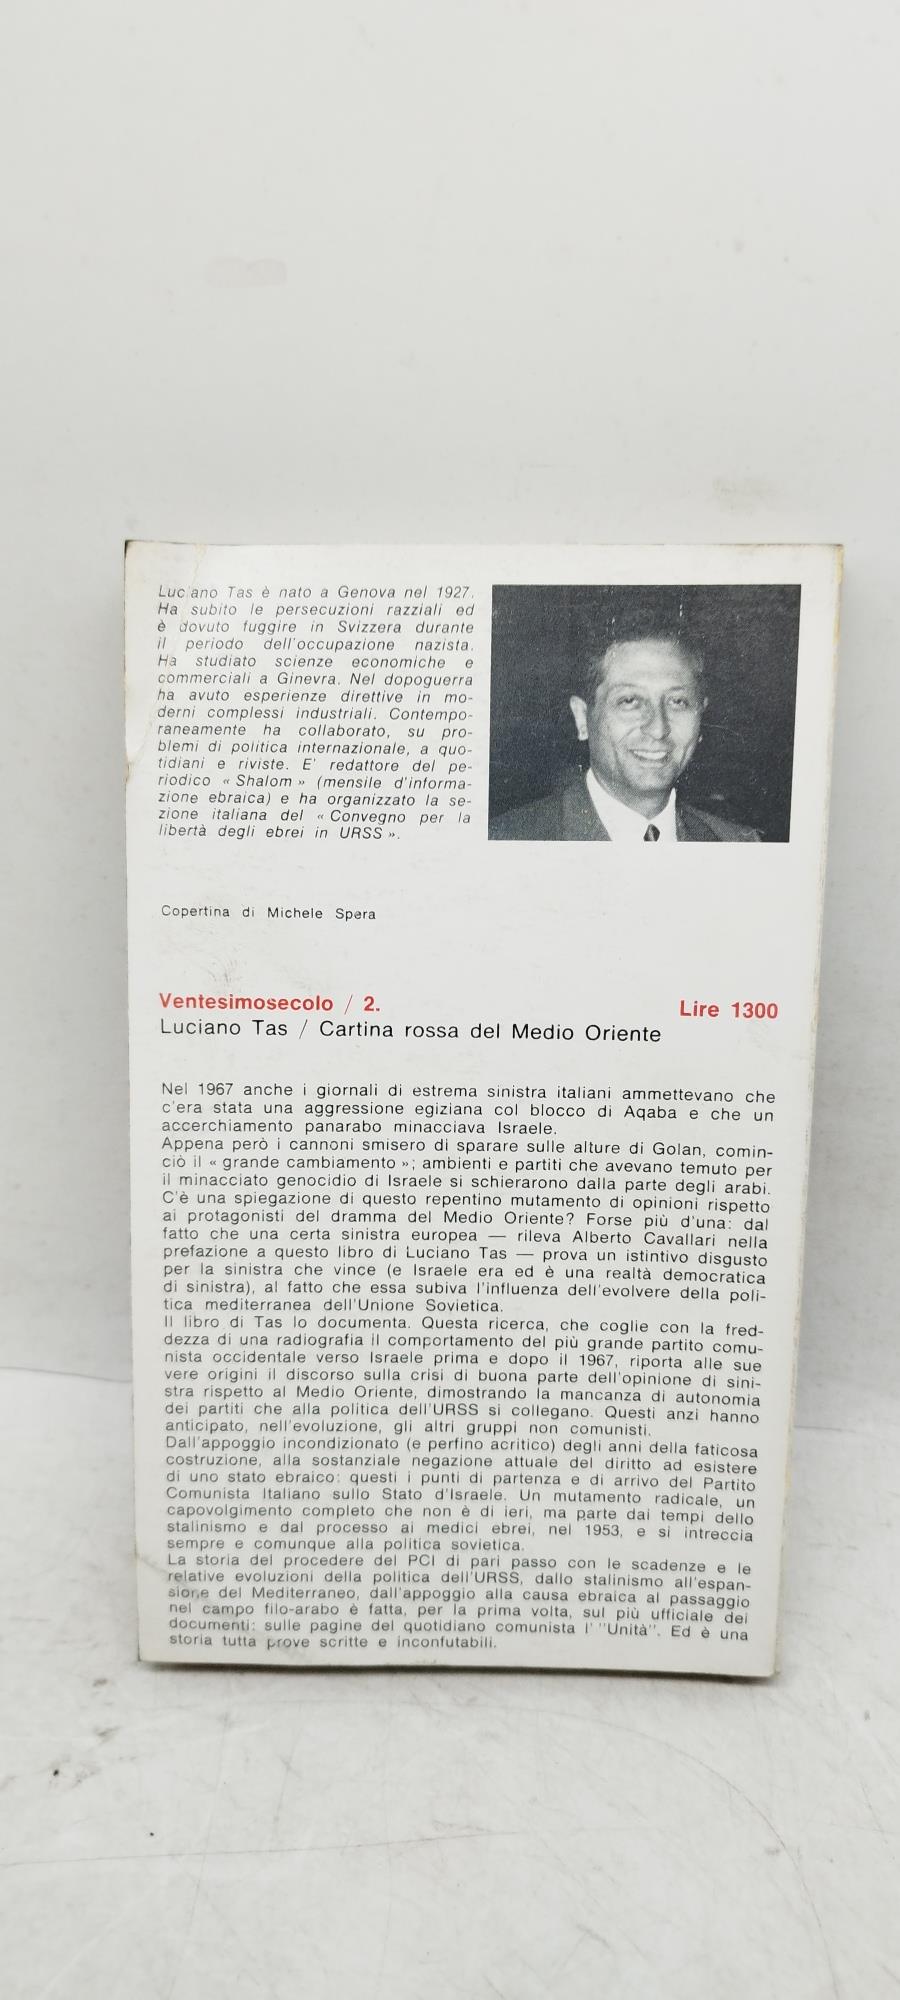 Luciano Tas è nato a Genova nel 1927.
Ha subito le persecuzioni razziali ed
è dovuto fuggire in Svizzera durante
il periodo dell'occupazione nazista.
Ha studiato scienze economiche e
commerciali a Ginevra. Nel dopoguerra
ha avuto esperienze direttive in mo-
derni complessi industriali. Contempo-
raneamente ha collaborato, su pro-
blemi di politica internazionale, a quo-
tidiani e riviste. E' redattore del pe-
riodico « Shalom » (mensile d'informa-
zione ebraica) e ha organizzato la se-
zione italiana del « Convegno per la
libertà degli ebrei in URSS ».
Copertina di Michele Spera
Ventesimosecolo / 2. Lire 1300
Luciano Tas / Cartina rossa del Medio Oriente
Nel 1967 anche i giornali di estrema sinistra italiani ammettevano che
c'era stata una aggressione egiziana col blocco di Aqaba e che un
accerchiamento panarabo minacciava Israele.
Appena però i cannoni smisero di sparare sulle alture di Golan, comin-
ciò il « grande cambiamento »; ambienti e partiti che avevano temuto per
il minacciato genocidio di Israele si schierarono dalla parte degli arabi.
C'è una spiegazione di questo repentino mutamento di opinioni rispetto
ai protagonisti del dramma del Medio Oriente? Forse più d'una: dal
fatto che una certa sinistra europea — rileva Alberto Cavallari nella
prefazione a questo libro di Luciano Tas — prova un istintivo disgusto
per la sinistra che vince (e Israele era ed è una realtà democratica
di sinistra), al fatto che essa subiva l'influenza dell'evolvere della poli-
tica mediterranea dell'Unione Sovietica.
Il libro di Tas lo documenta. Questa ricerca, che coglie con la fred-
dezza di una radiografia il comportamento del più grande partito comu-
nista occidentale verso Israele prima e dopo il 1967, riporta alle sue
vere origini il discorso sulla crisi di buona parte dell'opinione di sini-
stra rispetto al Medio Oriente, dimostrando la mancanza di autonomia
dei partiti che alla politica dell'URSS si collegano. Questi anzi hanno
anticipato, nell'evoluzione, gli altri gruppi non comunisti.
Dall'appoggio incondizionato (e perfino acritico) degli anni della faticosa
costruzione, alla sostanziale negazione attuale del diritto ad esistere
di uno stato ebraico: questi i punti di partenza e di arrivo del Partito
Comunista Italiano sullo Stato d'Israele. Un mutamento radicale, un
capovolgimento completo che non è di ieri, ma parte dai tempi dello
stalinismo e dal processo ai medici ebrei, nel 1953, e si intreccia
sempre e comunque alla politica sovietica.
La storia del procedere del PCI di pari passo con le scadenze e le
relative evoluzioni della politica dell'URSS, dallo stalinismo all'espan-
sione del Mediterraneo, dall'appoggio alla causa ebraica al passaggio
nel campo filo-arabo è fatta, per la prima volta, sul più ufficiale dei
documenti: sulle pagine del quotidiano comunista l' "Unità". Ed è una
storia tutta prove scritte e inconfutabili.